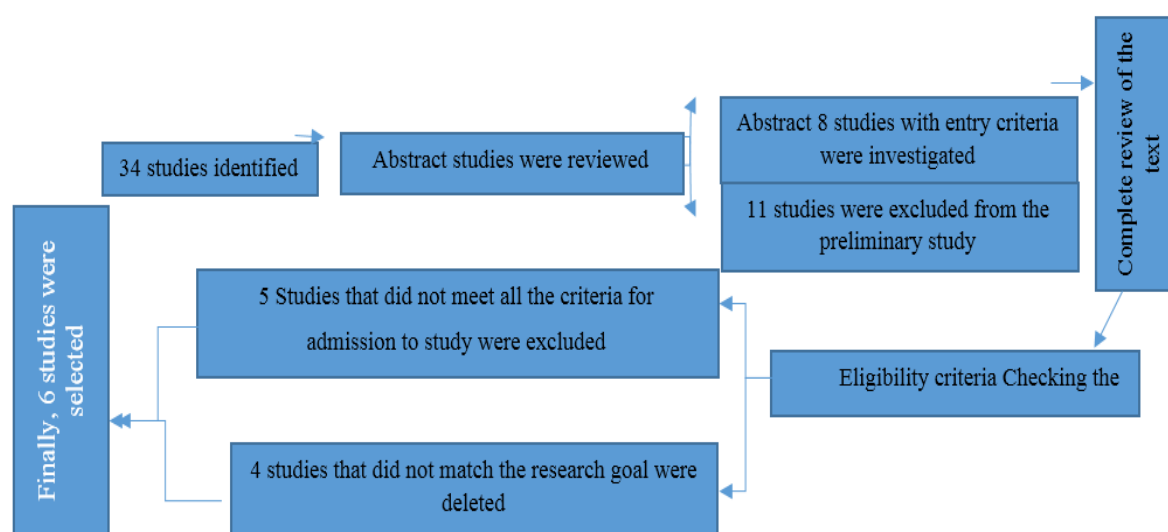 34 studies identified
Abstract studies were reviewed
Abstract 8 studies with entry criteria
were investigated
11 studies were excluded from the
preliminary study
Complete review of the
text
Eligibility criteria Checking the
5 Studies that did not meet all the criteria for
admission to study were excluded
4 studies that did not match the research goal were
deleted
Finally, 6 studies were
selected